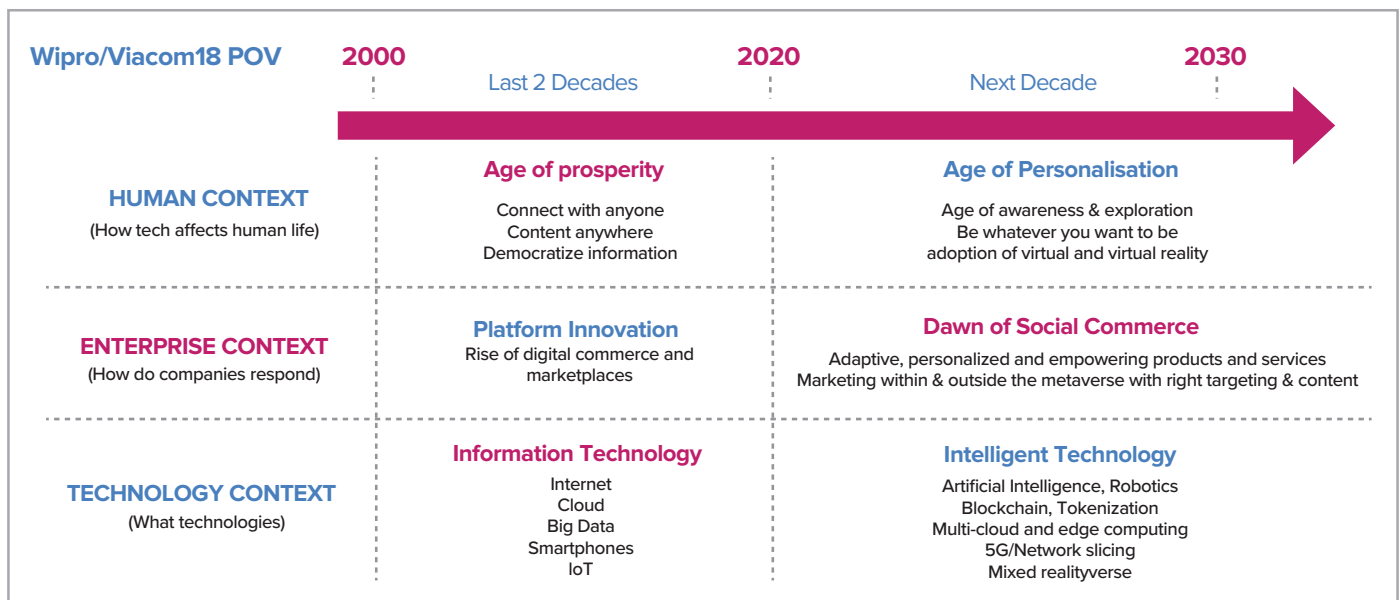 Wipro/Viacom18 POV
2000
2020
2030
Last 2 Decades
Next Decade
HUMAN CONTEXT
(How tech affects human life)
Age of prosperity
Connect with anyone
Content anywhere
Democratize information
Age of Personalisation
Age of awareness & exploration
Be whatever you want to be
adoption of virtual and virtual reality
ENTERPRISE CONTEXT
(How do companies respond)
Platform Innovation
Rise of digital commerce and
marketplaces
Dawn of Social Commerce
Adaptive, personalized and empowering products and services
Marketing within & outside the metaverse with right targeting & content
TECHNOLOGY CONTEXT
(What technologies)
Information Technology
Internet
Cloud
Big Data
Smartphones
IoT
Intelligent Technology
Artificial Intelligence, Robotics
Blockchain, Tokenization
Multi-cloud and edge computing
5G/Network slicing
Mixed realityverse